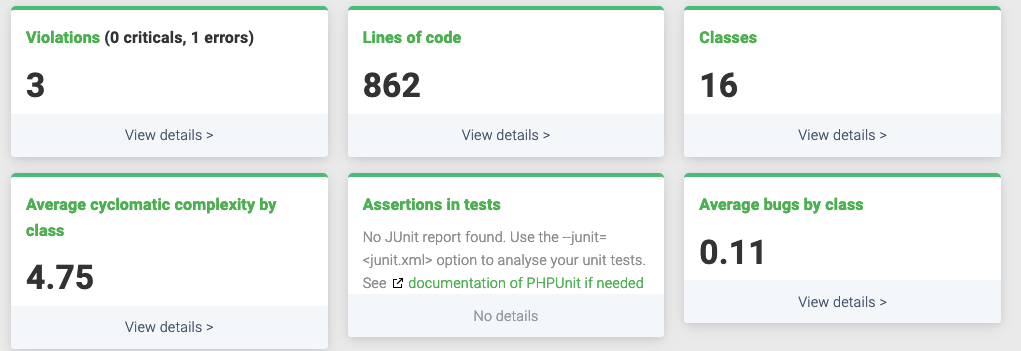 Violations (0 criticals, 1 errors)
3
View details >
Lines of code
862
View details >
Classes
16
View details >
Average cyclomatic complexity by
class
4.75
View details >
Assertions in tests
No JUnit report found. Use the --junit=
<junit.xml> option to analyse your unit tests.
See documentation of PHPUnit if needed
No details
Average bugs by class
0.11
View details >